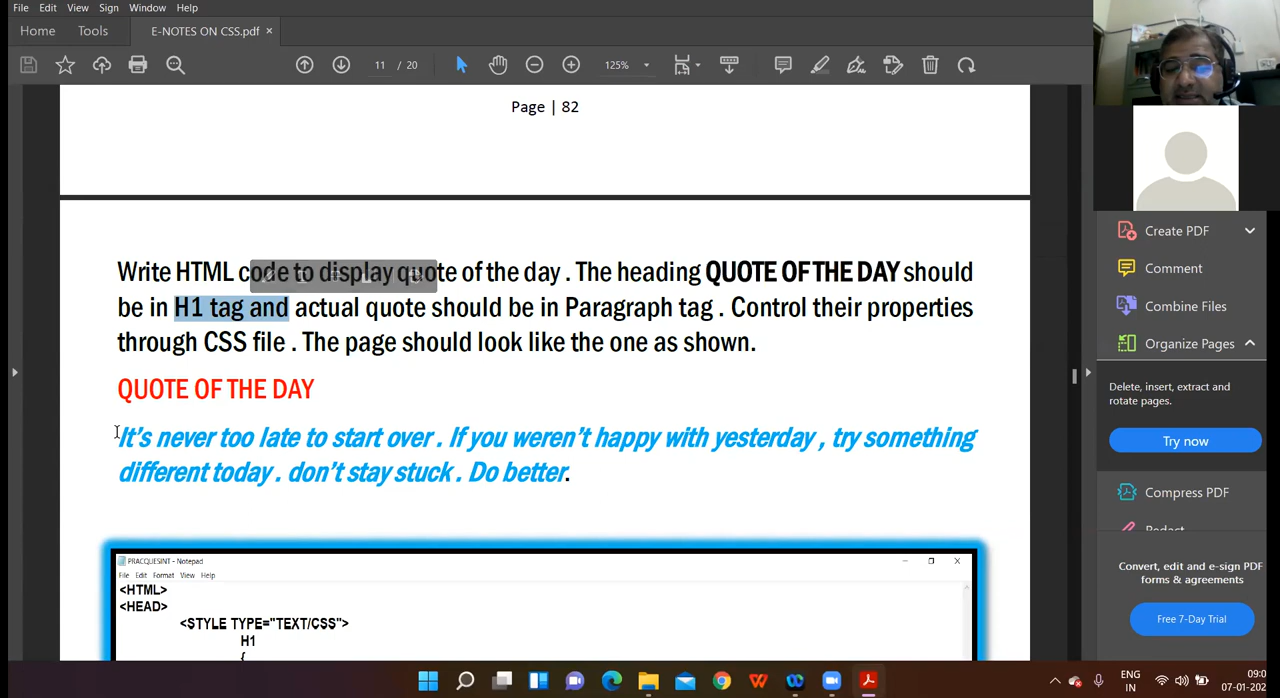 File Edit View Sign Window Help
Home Tools E-NOTES ON CSS.pdf ×
11 / 20 125%
Page | 82
Write HTML code to display quote of the day . The heading QUOTE OF THE DAY should
be in H1 tag and actual quote should be in Paragraph tag . Control their properties
through CSS file . The page should look like the one as shown.
QUOTE OF THE DAY
It's never too late to start over . If you weren't happy with yesterday , try something
different today . don't stay stuck . Do better.
PRACQUESINT - Notepad
File Edit Format View Help
<HTML>
<HEAD>
<STYLE TYPE="TEXT/CSS">
H1
{
Create PDF
Comment
Combine Files
Organize Pages
Delete, insert, extract and
rotate pages.
Try now
Compress PDF
Redact
Convert, edit and e-sign PDF
forms & agreements
Free 7-Day Trial
ENG
IN
09:0
07-01-202